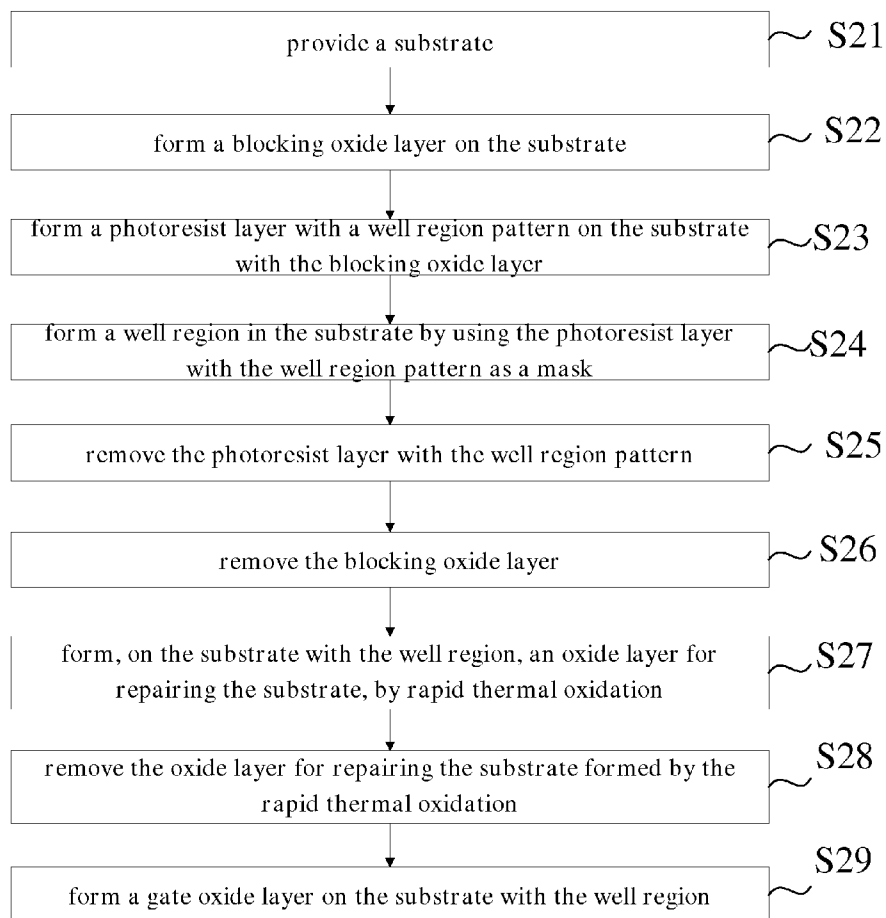 provide a substrate
S21
form a blocking oxide layer on the substrate
S22
form a photoresist layer with a well region pattern on the substrate
with the blocking oxide layer
S23
form a well region in the substrate by using the photoresist layer
with the well region pattern as a mask
S24
remove the photoresist layer with the well region pattern
S25
remove the blocking oxide layer
S26
form, on the substrate with the well region, an oxide layer for
repairing the substrate, by rapid thermal oxidation
S27
remove the oxide layer for repairing the substrate formed by the
rapid thermal oxidation
S28
form a gate oxide layer on the substrate with the well region
S29